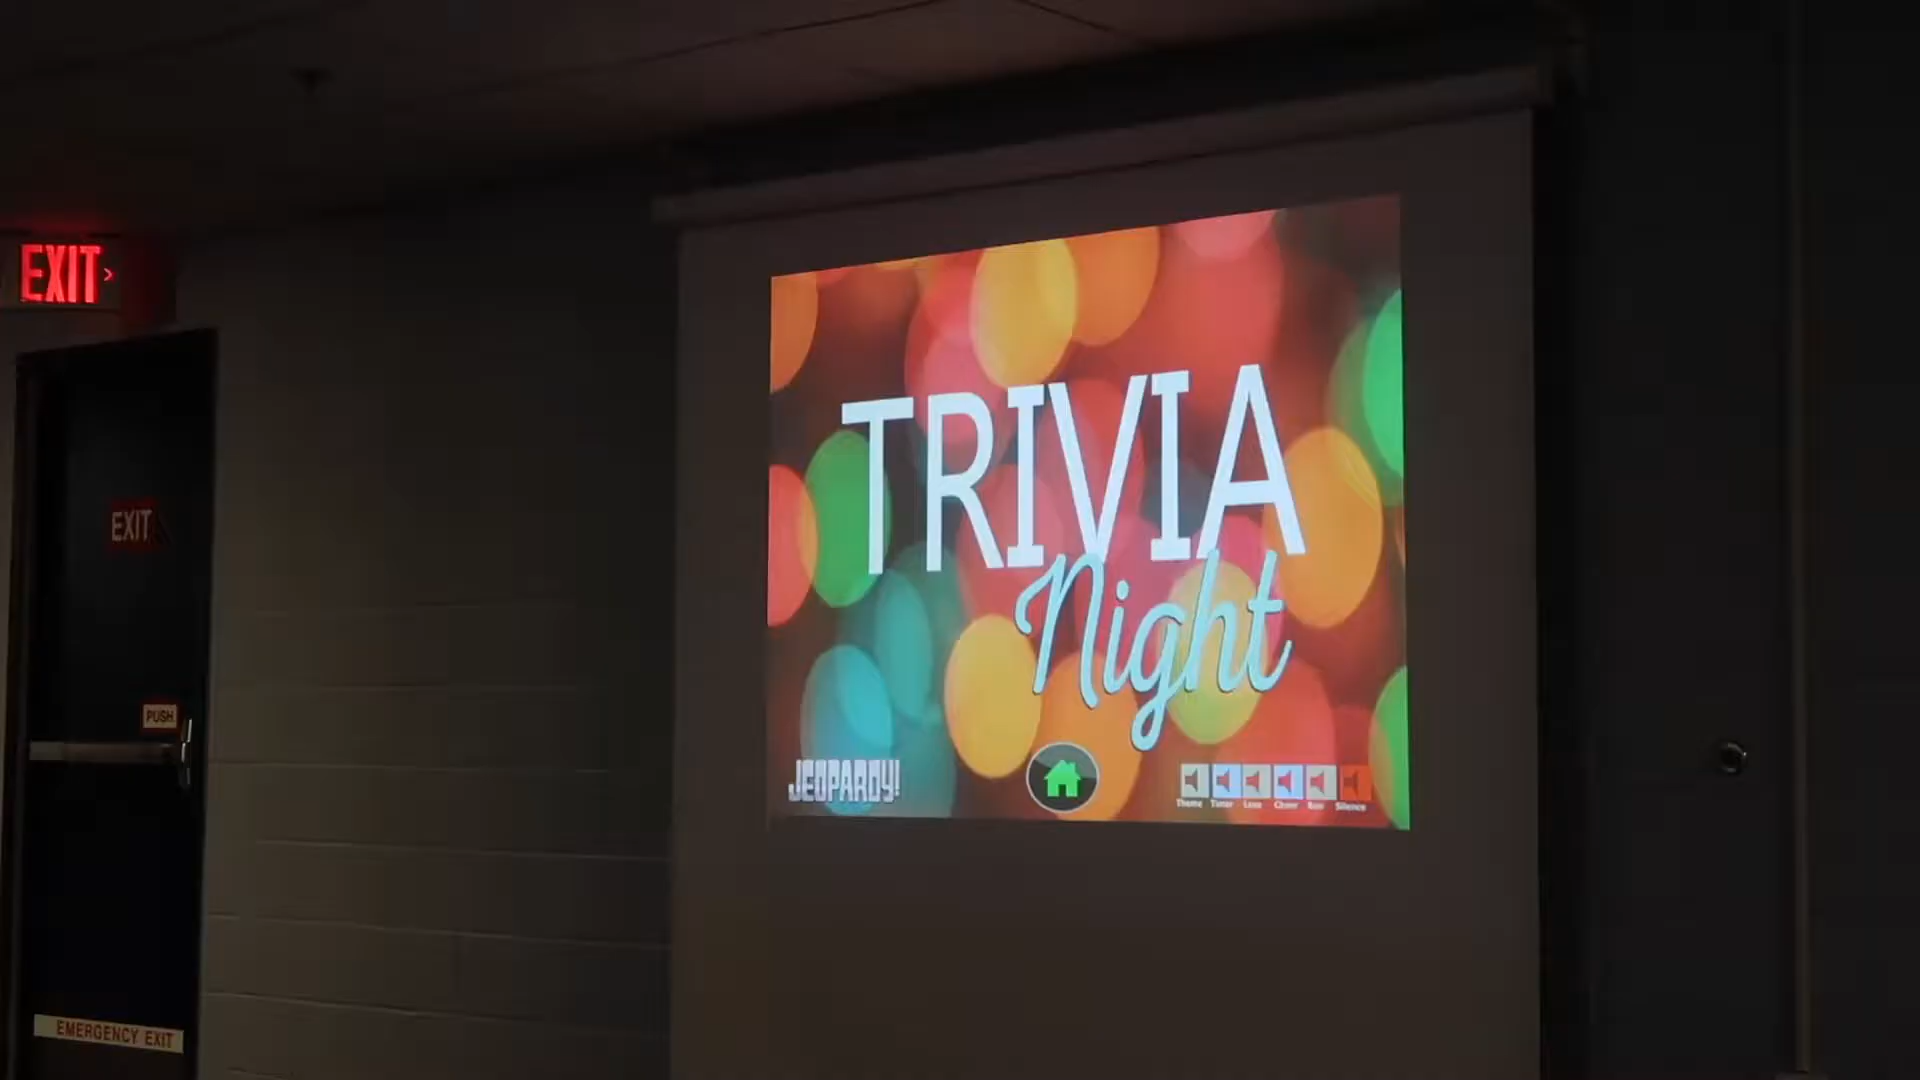 EXIT
EXIT
PUSH
EMERGENCY EXIT
TRIVIA
Night
JEOPARDY!
Theme Timer Lose Cheer Boo Silence